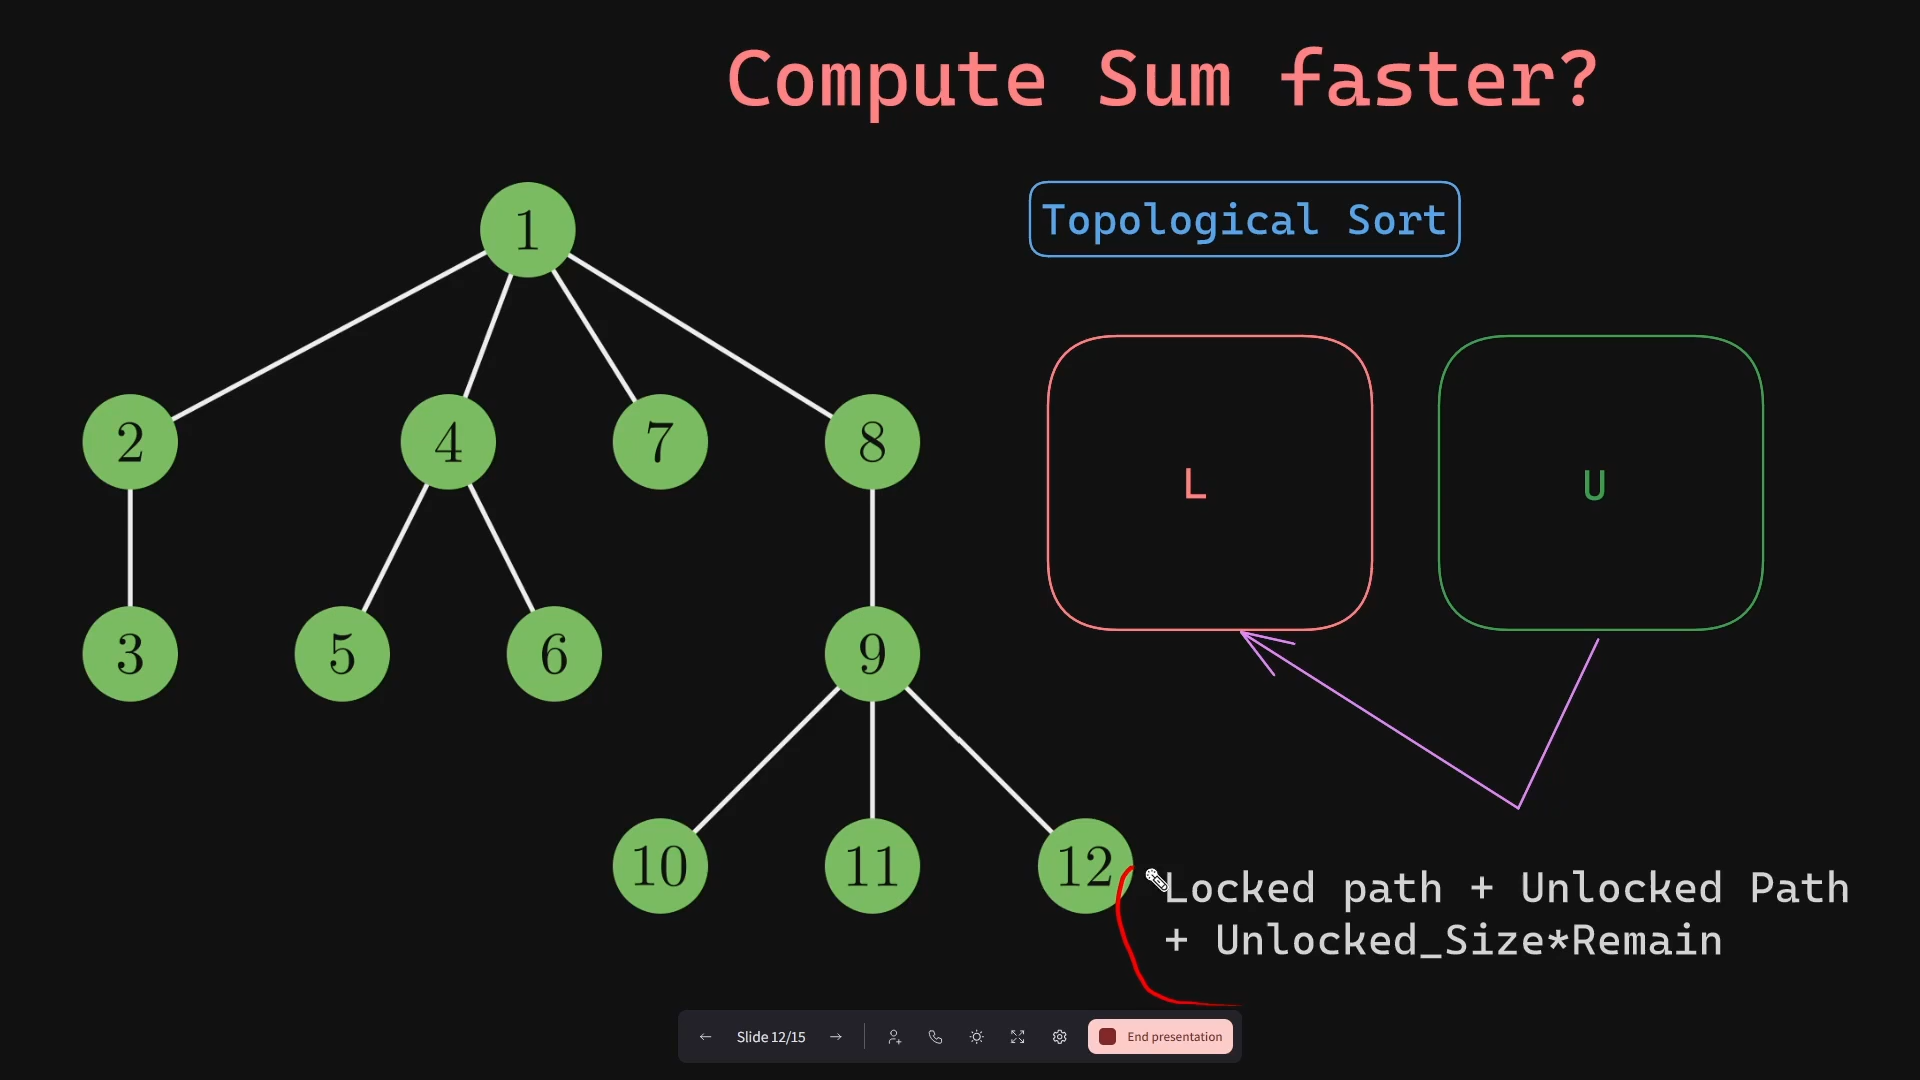 Compute Sum faster?
Topological Sort
1
2
4
7
8
L
U
3
5
6
9
10
11
12
Locked path + Unlocked Path
+ Unlocked_Size*Remain
Slide 12/15
End presentation